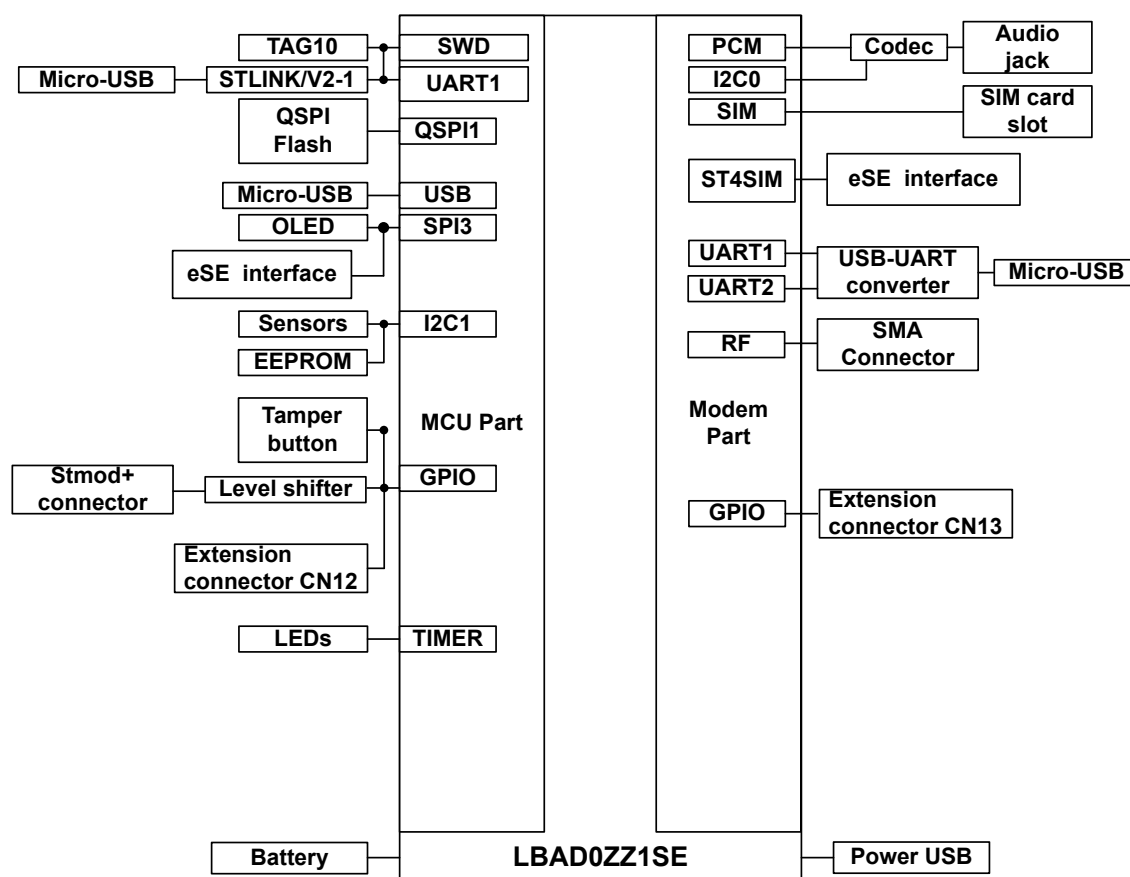 TAG10
SWD
Micro-USB
STLINK/V2-1
UART1
QSPI
Flash
QSPI1
Micro-USB
USB
OLED
SPI3
eSE interface
Sensors
I2C1
EEPROM
Tamper
button
MCU Part
Stmod+
connector
Level shifter
GPIO
Extension
connector CN12
LEDs
TIMER
PCM
Codec
Audio
jack
I2C0
SIM
SIM card
slot
ST4SIM
eSE interface
UART1
UART2
USB-UART
converter
Micro-USB
RF
SMA
Connector
Modem
Part
GPIO
Extension
connector CN13
Battery
LBAD0ZZ1SE
Power USB